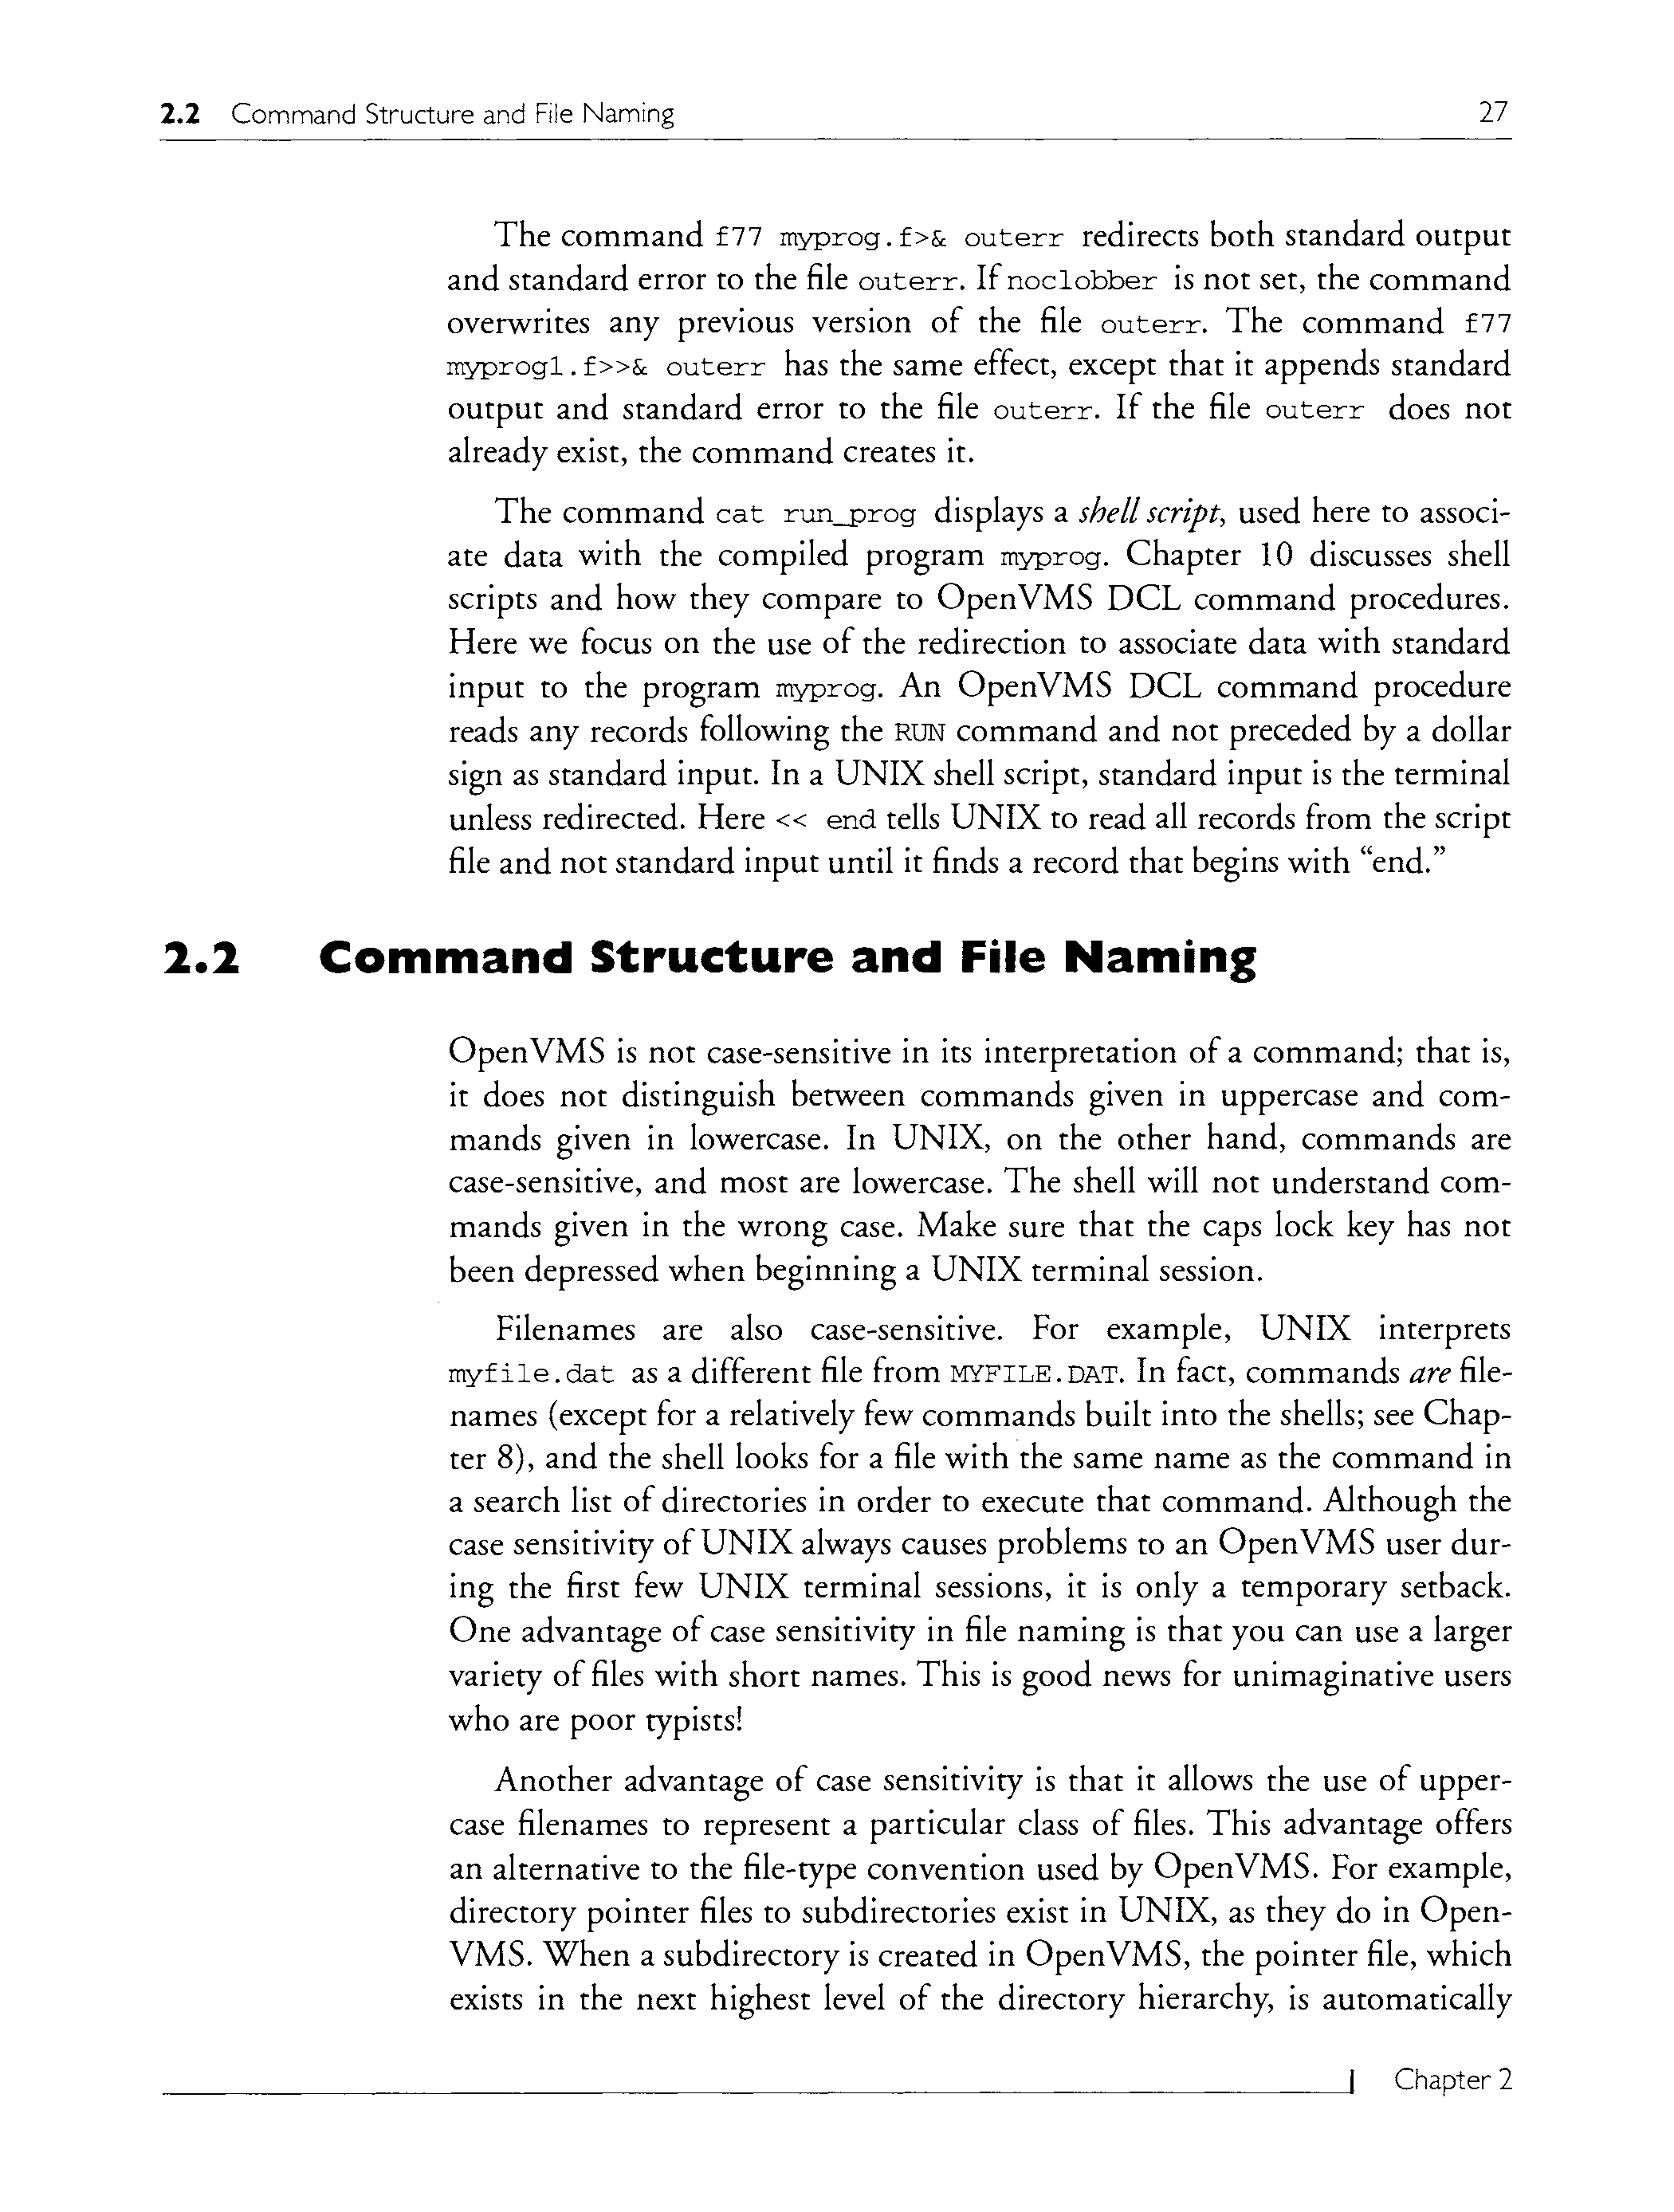 2.2 Command Structure and File Naming 27
The command f77 myprog.f>& outerr redirects both standard output
and standard error to the file outerr. If noclobber is not set, the command
overwrites any previous version of the file outerr. The command f77
myprog1.f>>& outerr has the same effect, except that it appends standard
output and standard error to the file outerr. If the file outerr does not
already exist, the command creates it.
The command cat run_prog displays a shell script, used here to associ-
ate data with the compiled program myprog. Chapter 10 discusses shell
scripts and how they compare to OpenVMS DCL command procedures.
Here we focus on the use of the redirection to associate data with standard
input to the program myprog. An OpenVMS DCL command procedure
reads any records following the RUN command and not preceded by a dollar
sign as standard input. In a UNIX shell script, standard input is the terminal
unless redirected. Here << end tells UNIX to read all records from the script
file and not standard input until it finds a record that begins with “end.”
2.2 Command Structure and File Naming
OpenVMS is not case-sensitive in its interpretation of a command; that is,
it does not distinguish between commands given in uppercase and com-
mands given in lowercase. In UNIX, on the other hand, commands are
case-sensitive, and most are lowercase. The shell will not understand com-
mands given in the wrong case. Make sure that the caps lock key has not
been depressed when beginning a UNIX terminal session.
Filenames are also case-sensitive. For example, UNIX interprets
myfile.dat as a different file from MYFILE.DAT. In fact, commands are file-
names (except for a relatively few commands built into the shells; see Chap-
ter 8), and the shell looks for a file with the same name as the command in
a search list of directories in order to execute that command. Although the
case sensitivity of UNIX always causes problems to an OpenVMS user dur-
ing the first few UNIX terminal sessions, it is only a temporary setback.
One advantage of case sensitivity in file naming is that you can use a larger
variety of files with short names. This is good news for unimaginative users
who are poor typists!
Another advantage of case sensitivity is that it allows the use of upper-
case filenames to represent a particular class of files. This advantage offers
an alternative to the file-type convention used by OpenVMS. For example,
directory pointer files to subdirectories exist in UNIX, as they do in Open-
VMS. When a subdirectory is created in OpenVMS, the pointer file, which
exists in the next highest level of the directory hierarchy, is automatically
Chapter 2